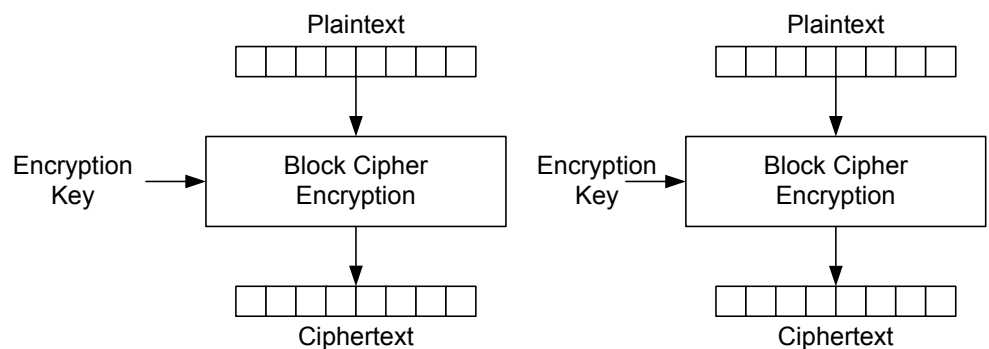 Plaintext
Plaintext
Encryption
Key
Block Cipher
Encryption
Encryption
Key
Block Cipher
Encryption
Ciphertext
Ciphertext